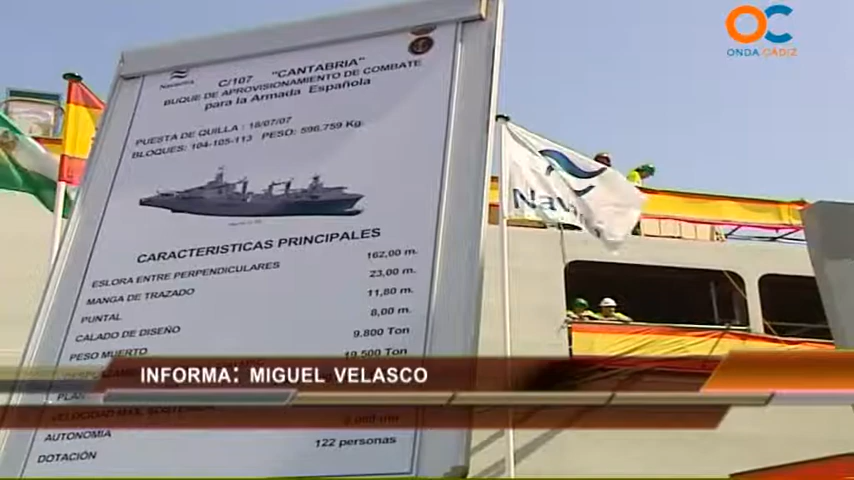 OC
ONDA CÁDIZ
Navantia
C/107 "CANTABRIA"
BUQUE DE APROVISIONAMIENTO DE COMBATE
para la Armada Española
PUESTA DE QUILLA : 18/07/07
BLOQUES: 104-105-113 PESO: 596.759 Kg
CARACTERISTICAS PRINCIPALES
ESLORA ENTRE PERPENDICULARES 162,00 m.
MANGA DE TRAZADO 23,00 m.
PUNTAL 11,80 m.
CALADO DE DISEÑO 8,00 m.
PESO MUERTO 9.800 Ton
19.500 Ton
AUTONOMIA
DOTACION 122 personas
INFORMA: MIGUEL VELASCO